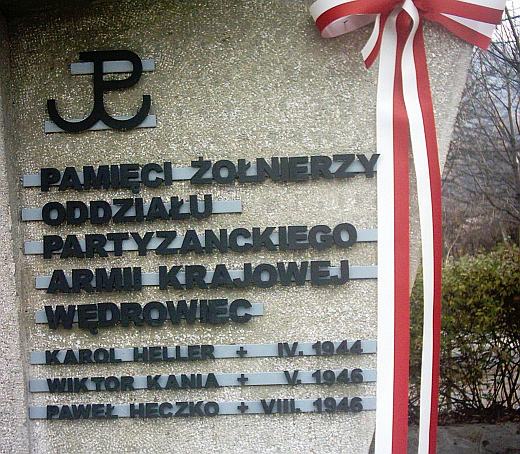 PAMIĘCI ŻOŁNIERZY
ODDZIAŁU
PARTYZANCKIEGO
ARMII KRAJOWEJ
WĘDROWIEC
KAROL HELLER + IV. 1944
WIKTOR KANIA + V. 1946
PAWEŁ HECZKO + VIII. 1946